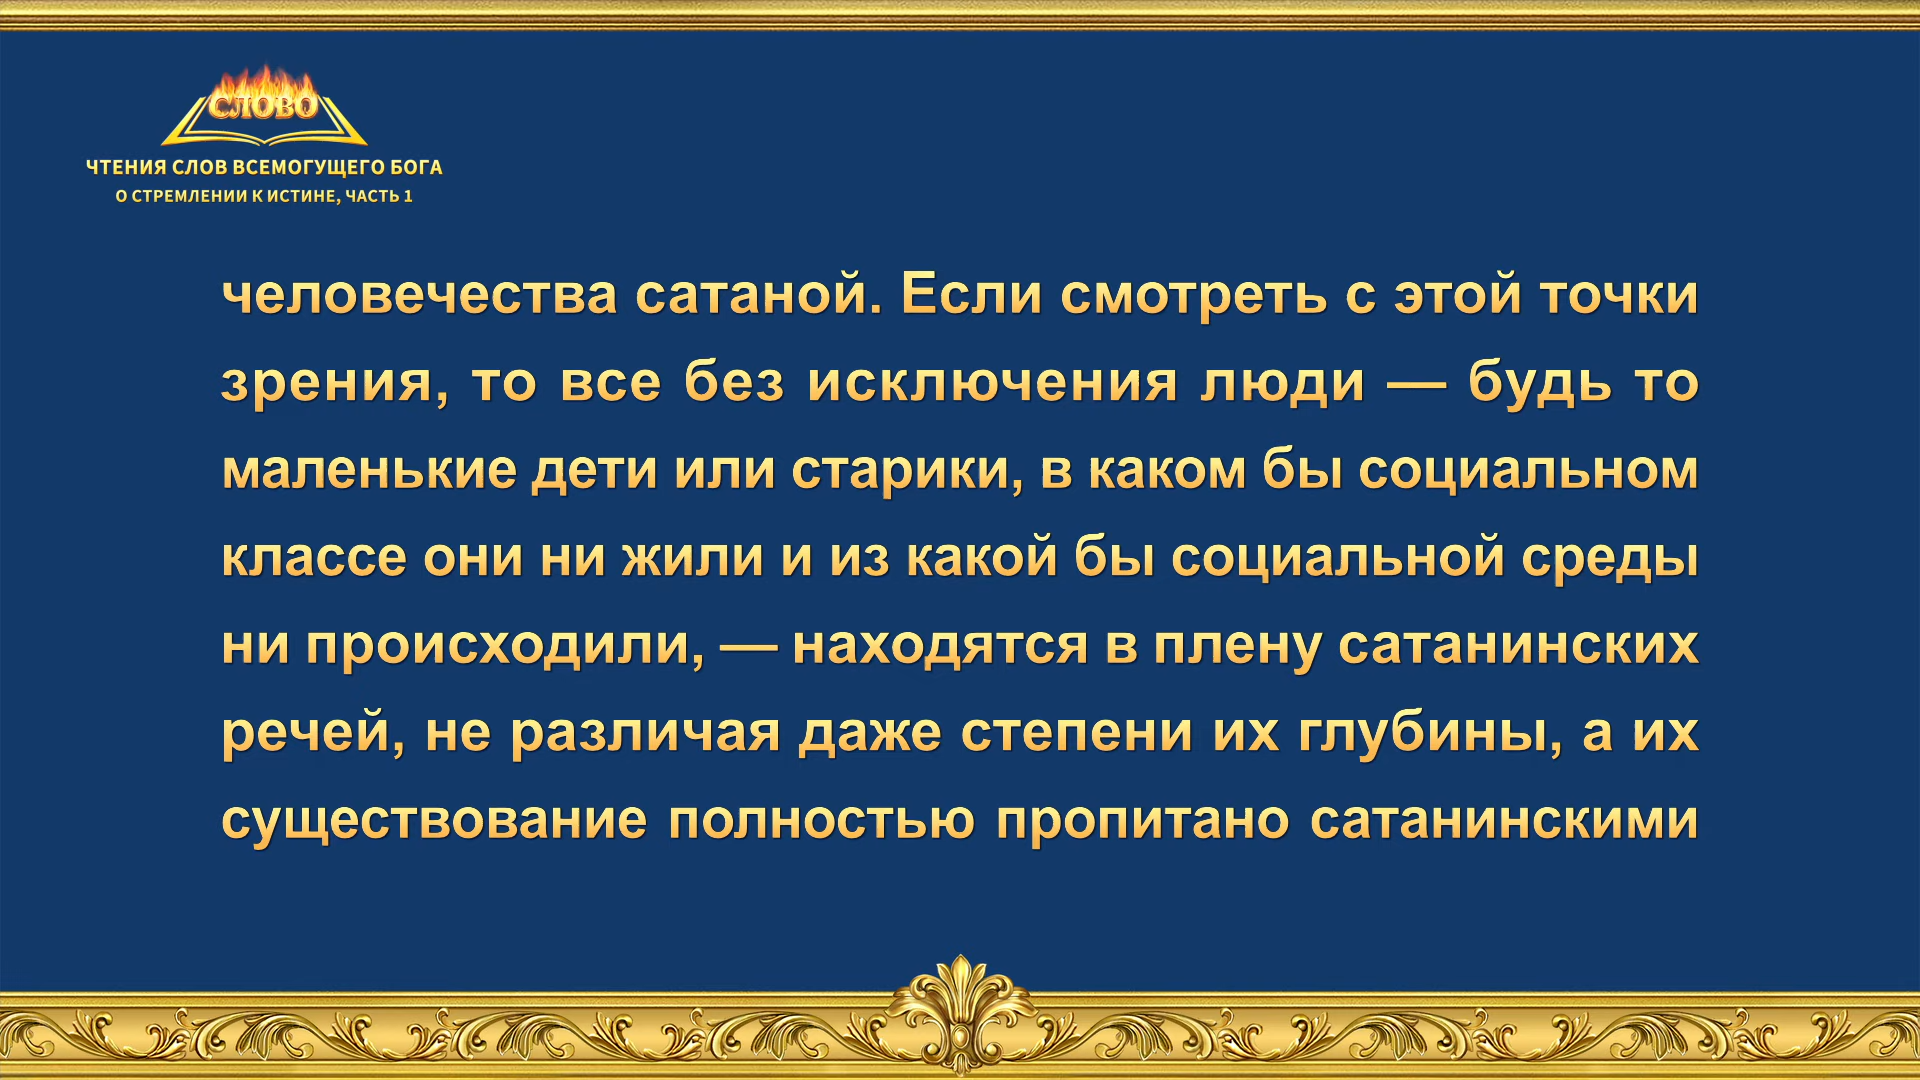 СЛОВО
ЧТЕНИЯ СЛОВ ВСЕМОГУЩЕГО БОГА
О СТРЕМЛЕНИИ К ИСТИНЕ, ЧАСТЬ 1
человечества сатаной. Если смотреть с этой точки
зрения, то все без исключения люди — будь то
маленькие дети или старики, в каком бы социальном
классе они ни жили и из какой бы социальной среды
ни происходили, — находятся в плену сатанинских
речей, не различая даже степени их глубины, а их
существование полностью пропитано сатанинскими